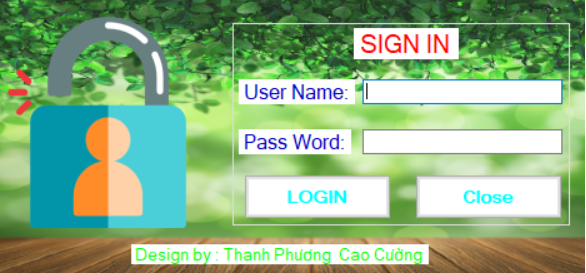 SIGN IN
User Name:
Pass Word:
LOGIN Close
Design by : Thanh Phương Cao Cường